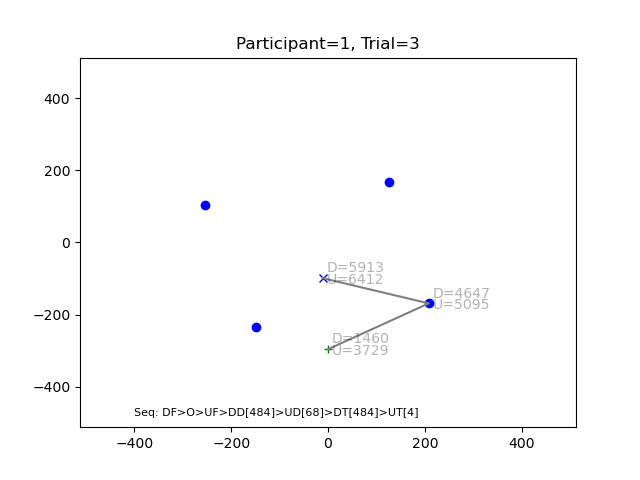 Participant=1, Trial=3
400
200
0
−200
−400
D=5913
U=6412
D=4647
U=5095
D=1460
U=3729
Seq: DF>O>UF>DD[484]>UD[68]>DT[484]>UT[4]
−400
−200
0
200
400